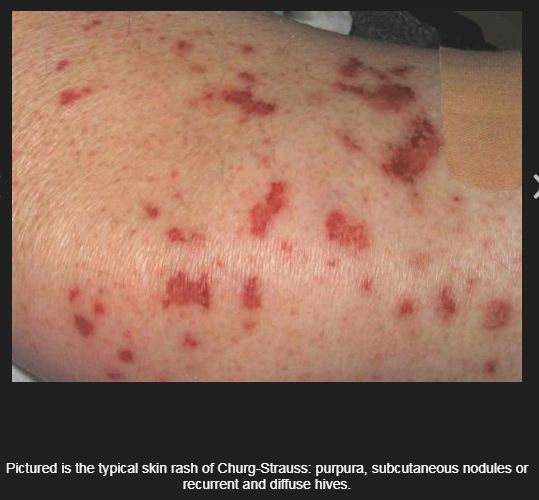 Pictured is the typical skin rash of Churg-Strauss: purpura, subcutaneous nodules or
recurrent and diffuse hives.